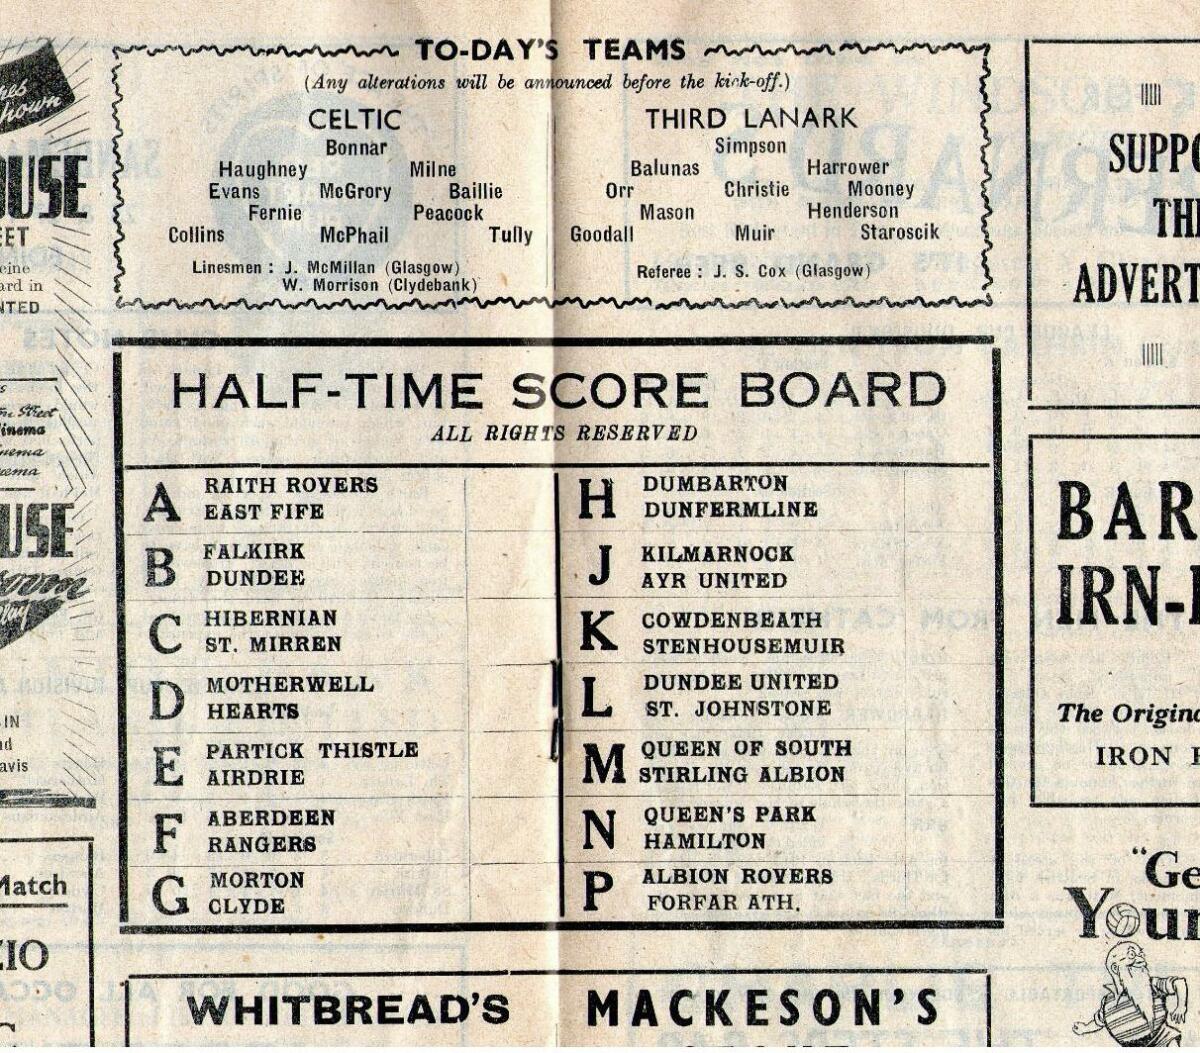 TO-DAY'S TEAMS
(Any alterations will be announced before the kick-off.)
CELTIC
Bonnar
Haughney Milne
Evans McGrory Baillie
Fernie Peacock
Collins McPhail Tully
Linesmen : J. McMillan (Glasgow)
W. Morrison (Clydebank)
THIRD LANARK
Simpson
Balunas Harrower
Orr Christie Mooney
Mason Henderson
Goodall Muir Staroscik
Referee : J. S. Cox (Glasgow)
HALF-TIME SCORE BOARD
ALL RIGHTS RESERVED
A RAITH ROVERS
EAST FIFE
B FALKIRK
DUNDEE
C HIBERNIAN
ST. MIRREN
D MOTHERWELL
HEARTS
E PARTICK THISTLE
AIRDRIE
F ABERDEEN
RANGERS
G MORTON
CLYDE
H DUMBARTON
DUNFERMLINE
J KILMARNOCK
AYR UNITED
K COWDENBEATH
STENHOUSEMUIR
L DUNDEE UNITED
ST. JOHNSTONE
M QUEEN OF SOUTH
STIRLING ALBION
N QUEEN'S PARK
HAMILTON
P ALBION ROVERS
FORFAR ATH.
WHITBREAD'S
MACKESON'S
SUPPO
THE
ADVERT
BAR
IRN-
The Origina
IRON
"Ge
Your
Match